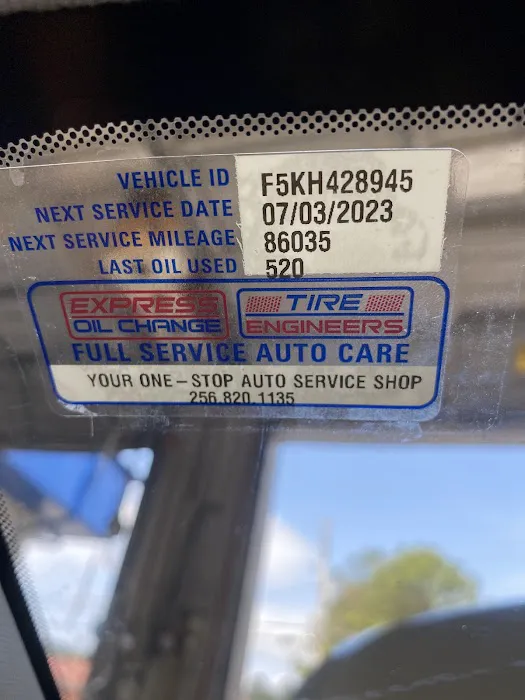 VEHICLE ID F5KH428945
NEXT SERVICE DATE 07/03/2023
NEXT SERVICE MILEAGE 86035
LAST OIL USED 520
EXPRESS TIRE
OIL CHANGE ENGINEERS
FULL SERVICE AUTO CARE
YOUR ONE-STOP AUTO SERVICE SHOP
256.820.1135